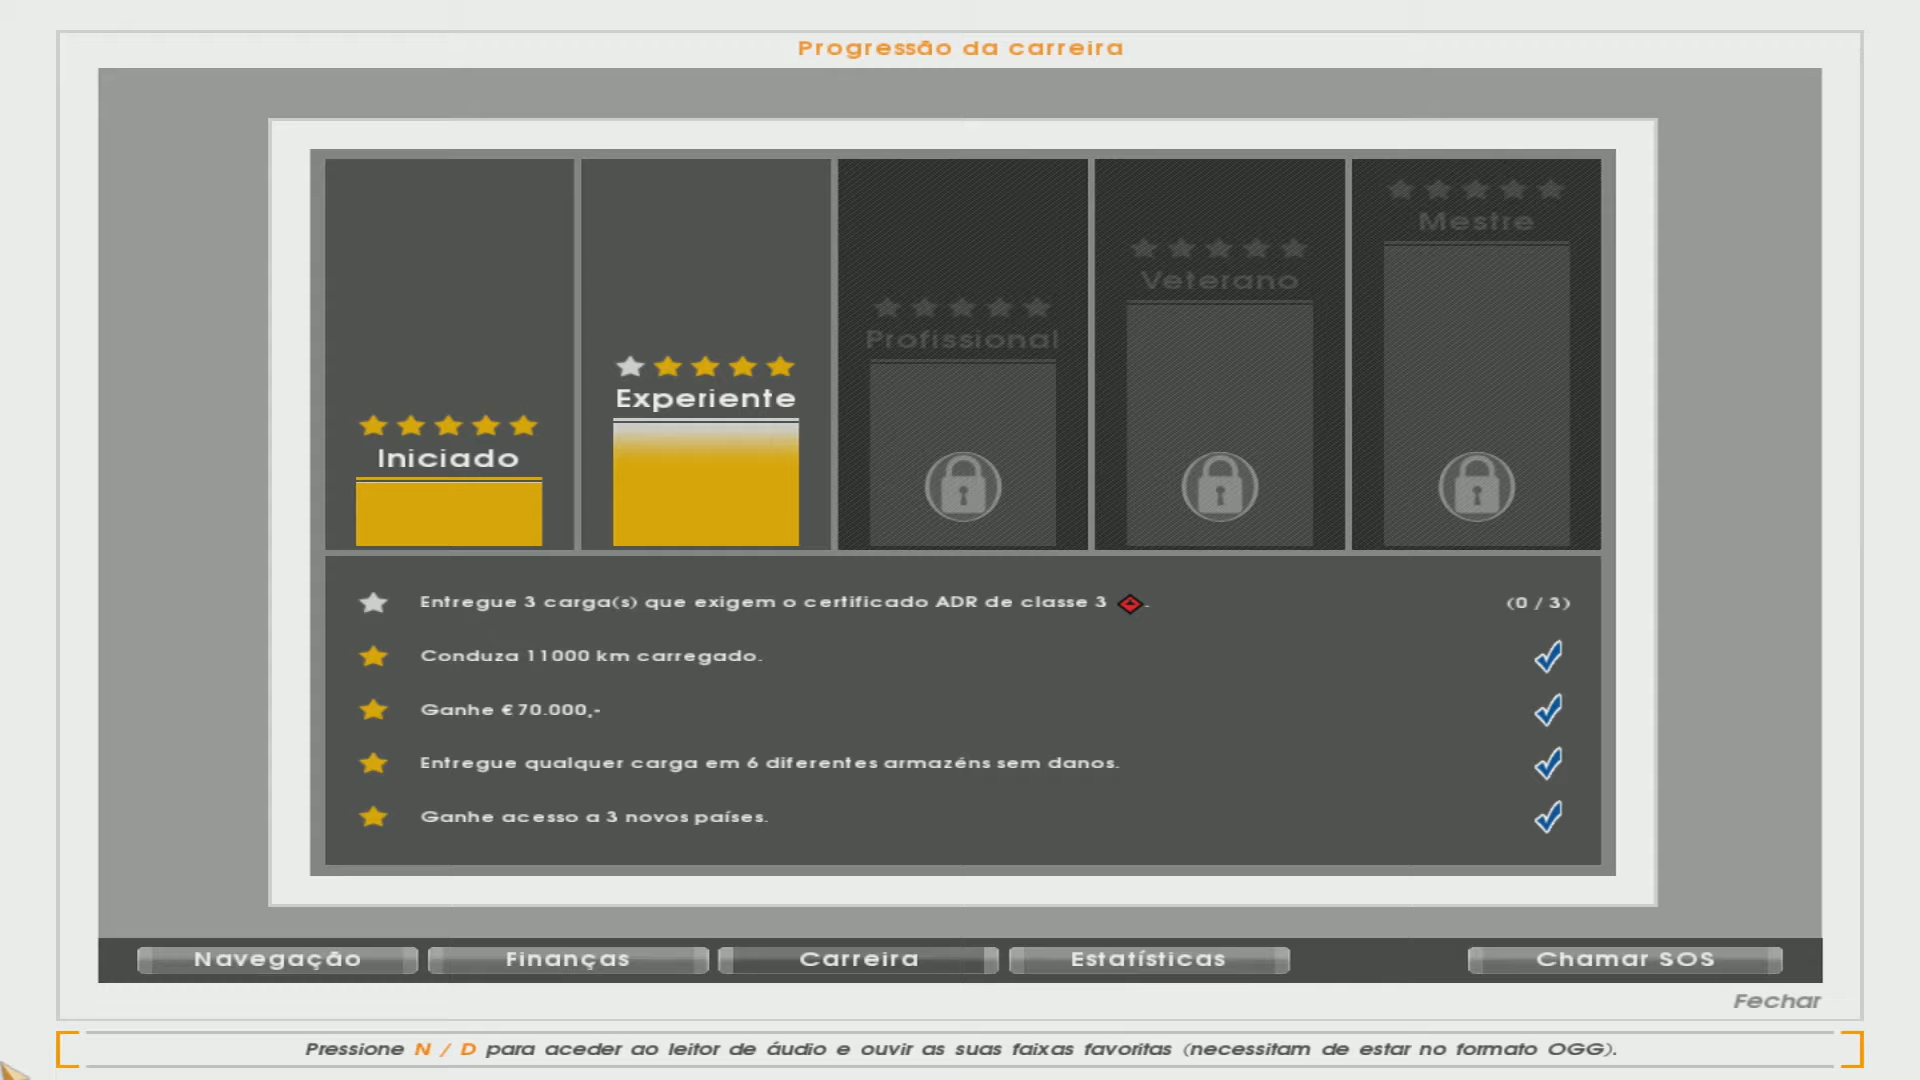 Progressão da carreira
Mestre
Veterano
Profissional
Experiente
Iniciado
Entregue 3 carga(s) que exigem o certificado ADR de classe 3 . (0 / 3)
Conduza 11000 km carregado.
Ganhe €70.000,-
Entregue qualquer carga em 6 diferentes armazéns sem danos.
Ganhe acesso a 3 novos países.
Navegação Finanças Carreira Estatísticas Chamar SOS
Fechar
Pressione N / D para aceder ao leitor de áudio e ouvir as suas faixas favoritas (necessitam de estar no formato OGG).